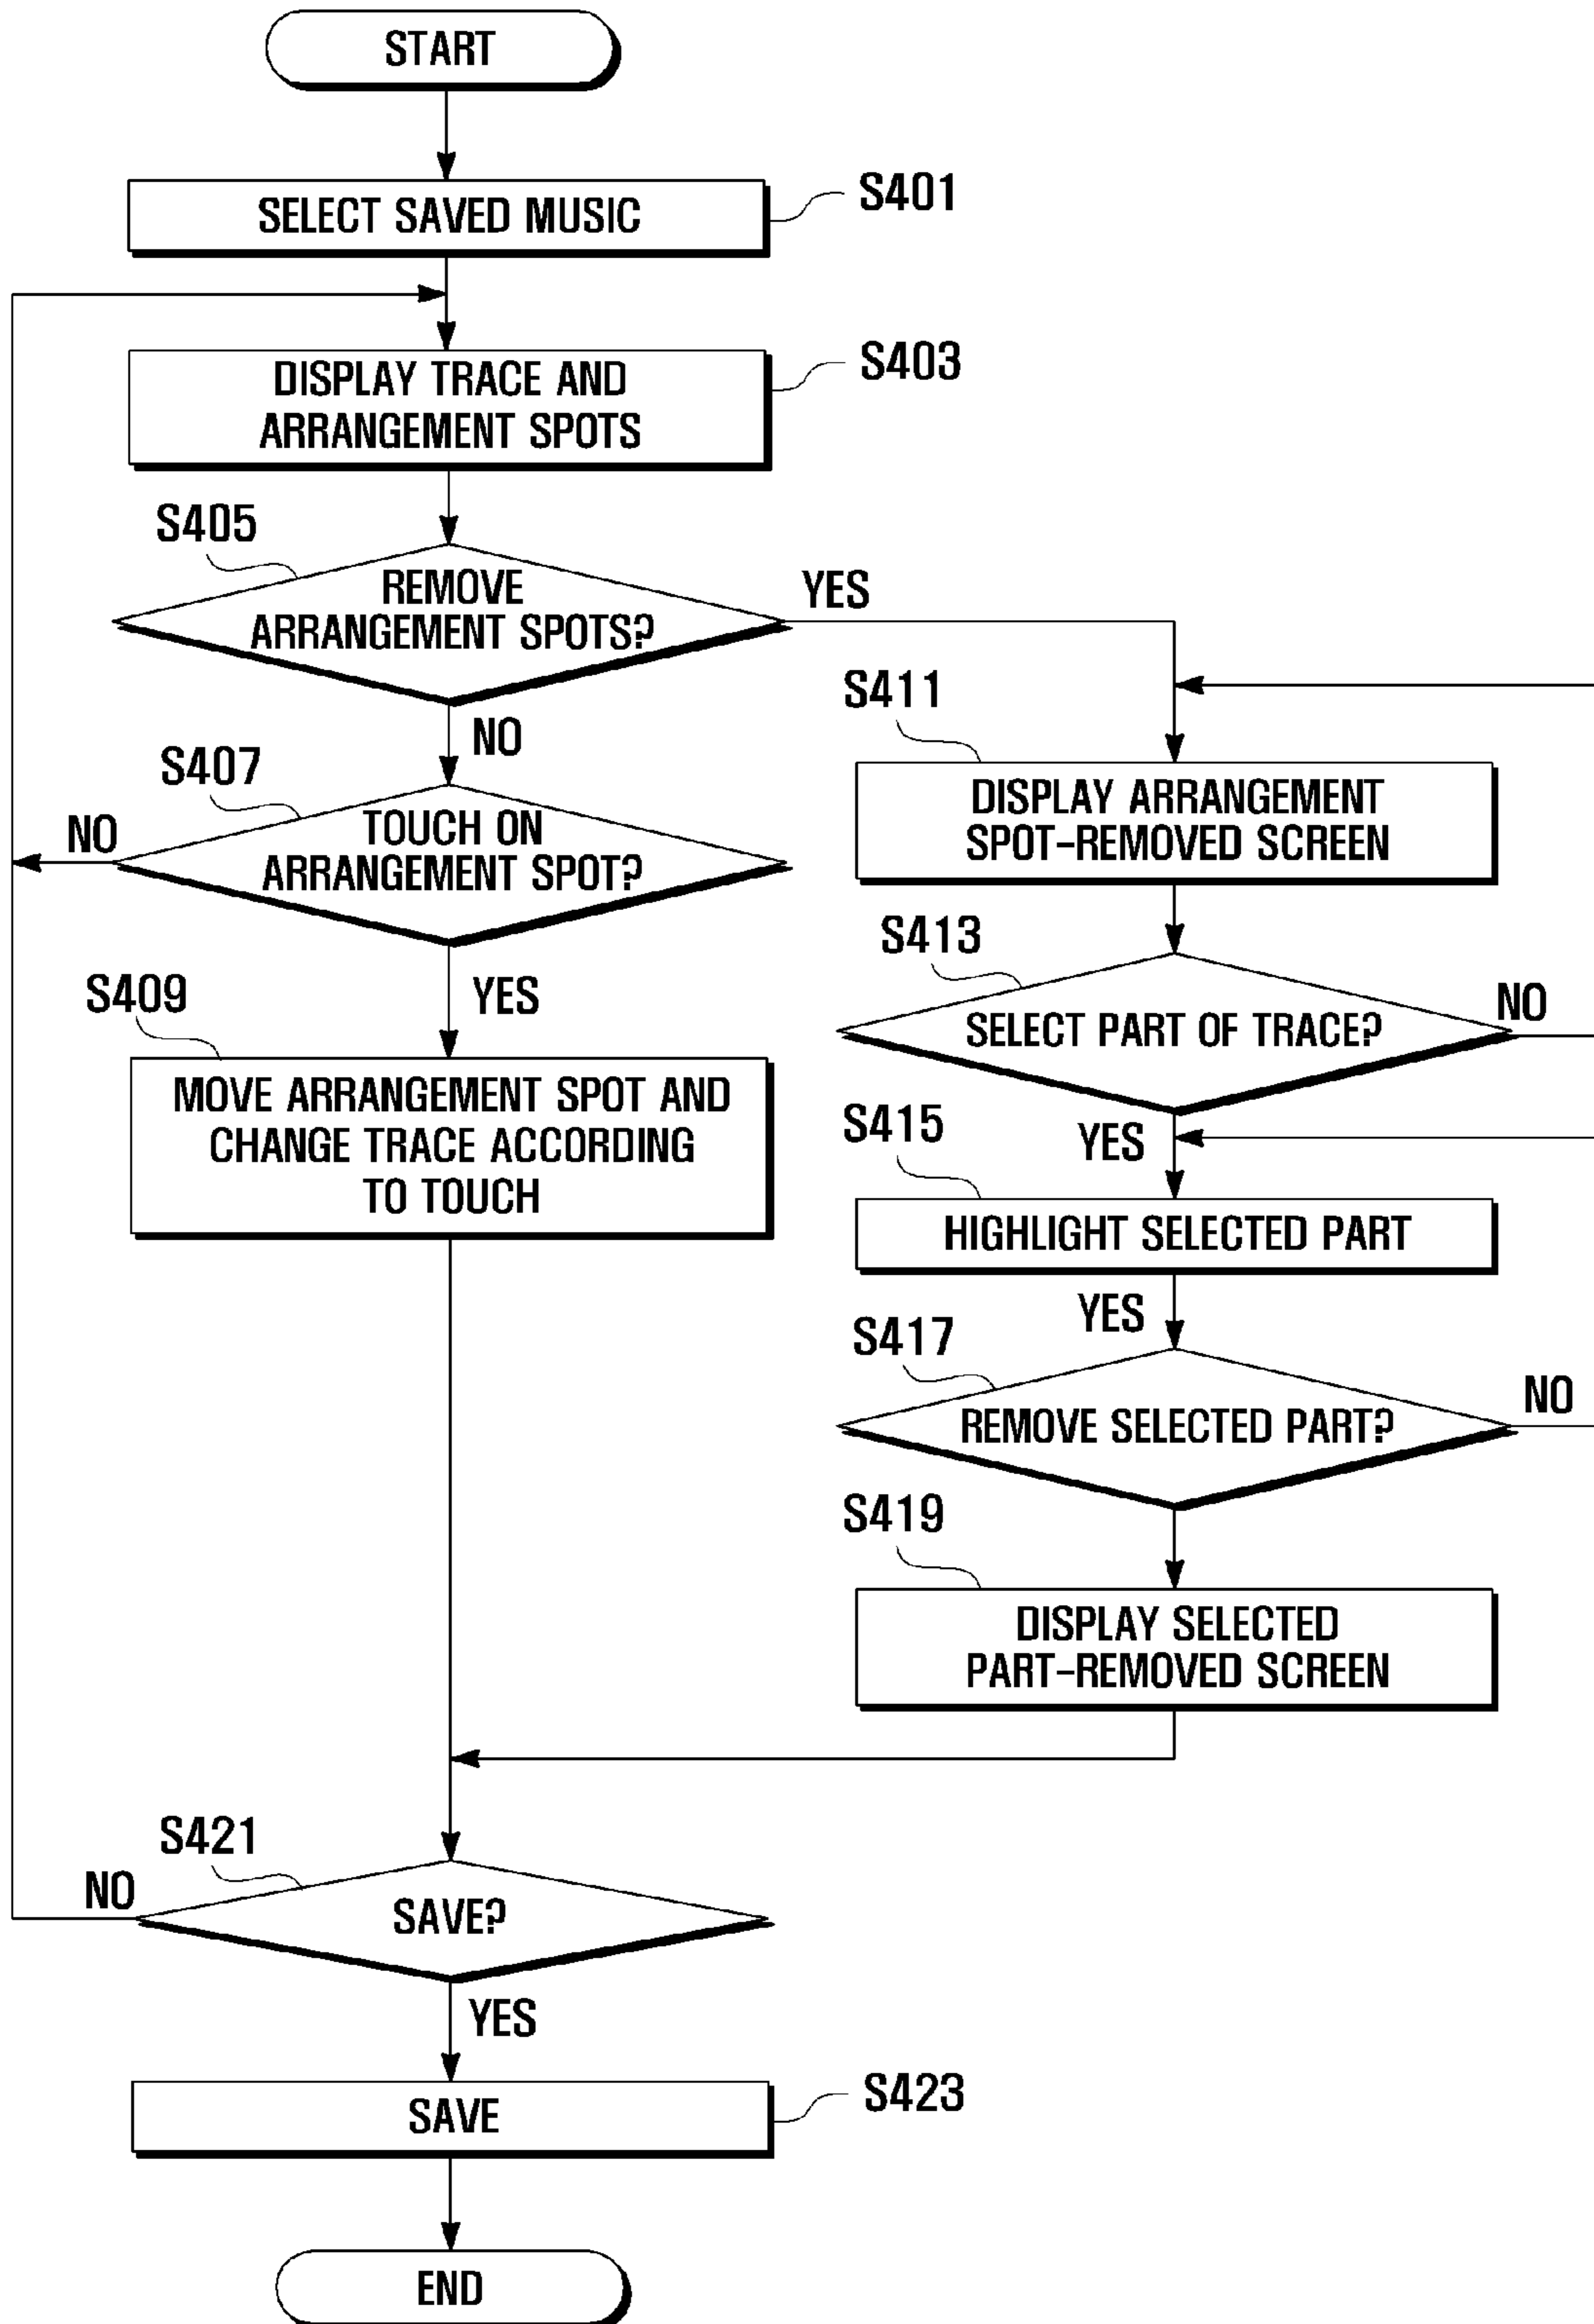 START
SELECT SAVED MUSIC
S401
DISPLAY TRACE AND
ARRANGEMENT SPOTS
S403
S405
REMOVE
ARRANGEMENT SPOTS?
YES
NO
S407
TOUCH ON
ARRANGEMENT SPOT?
NO
YES
S409
MOVE ARRANGEMENT SPOT AND
CHANGE TRACE ACCORDING
TO TOUCH
S411
DISPLAY ARRANGEMENT
SPOT-REMOVED SCREEN
S413
SELECT PART OF TRACE?
NO
YES
S415
HIGHLIGHT SELECTED PART
YES
S417
REMOVE SELECTED PART?
NO
S419
DISPLAY SELECTED
PART-REMOVED SCREEN
S421
SAVE?
NO
YES
SAVE
S423
END